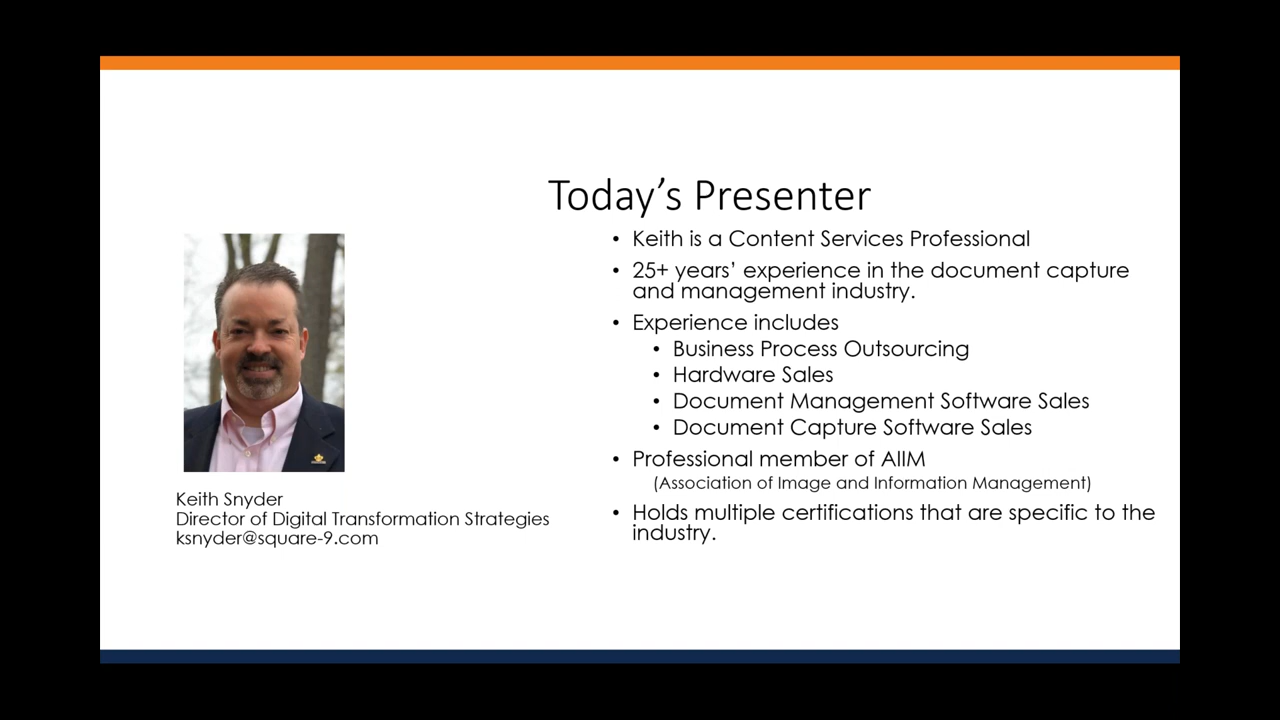 Today’s Presenter
Keith Snyder
Director of Digital Transformation Strategies
ksnyder@square-9.com
• Keith is a Content Services Professional
• 25+ years’ experience in the document capture
and management industry.
• Experience includes
• Business Process Outsourcing
• Hardware Sales
• Document Management Software Sales
• Document Capture Software Sales
• Professional member of AIIM
(Association of Image and Information Management)
• Holds multiple certifications that are specific to the
industry.